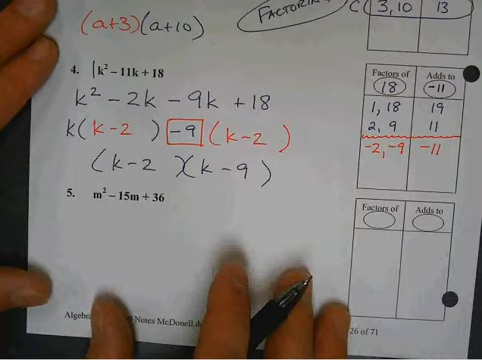 (a+3)(a+10)
FACTORING
3, 10 13
4. k² – 11k + 18
k² - 2k - 9k + 18
k(k-2) -9 (k-2)
(k-2)(k-9)
Factors of 18 Adds to -11
1, 18 19
2, 9 11
-2, -9 -11
5. m² – 15m + 36
Factors of Adds to
Notes McDonell
26 of 71